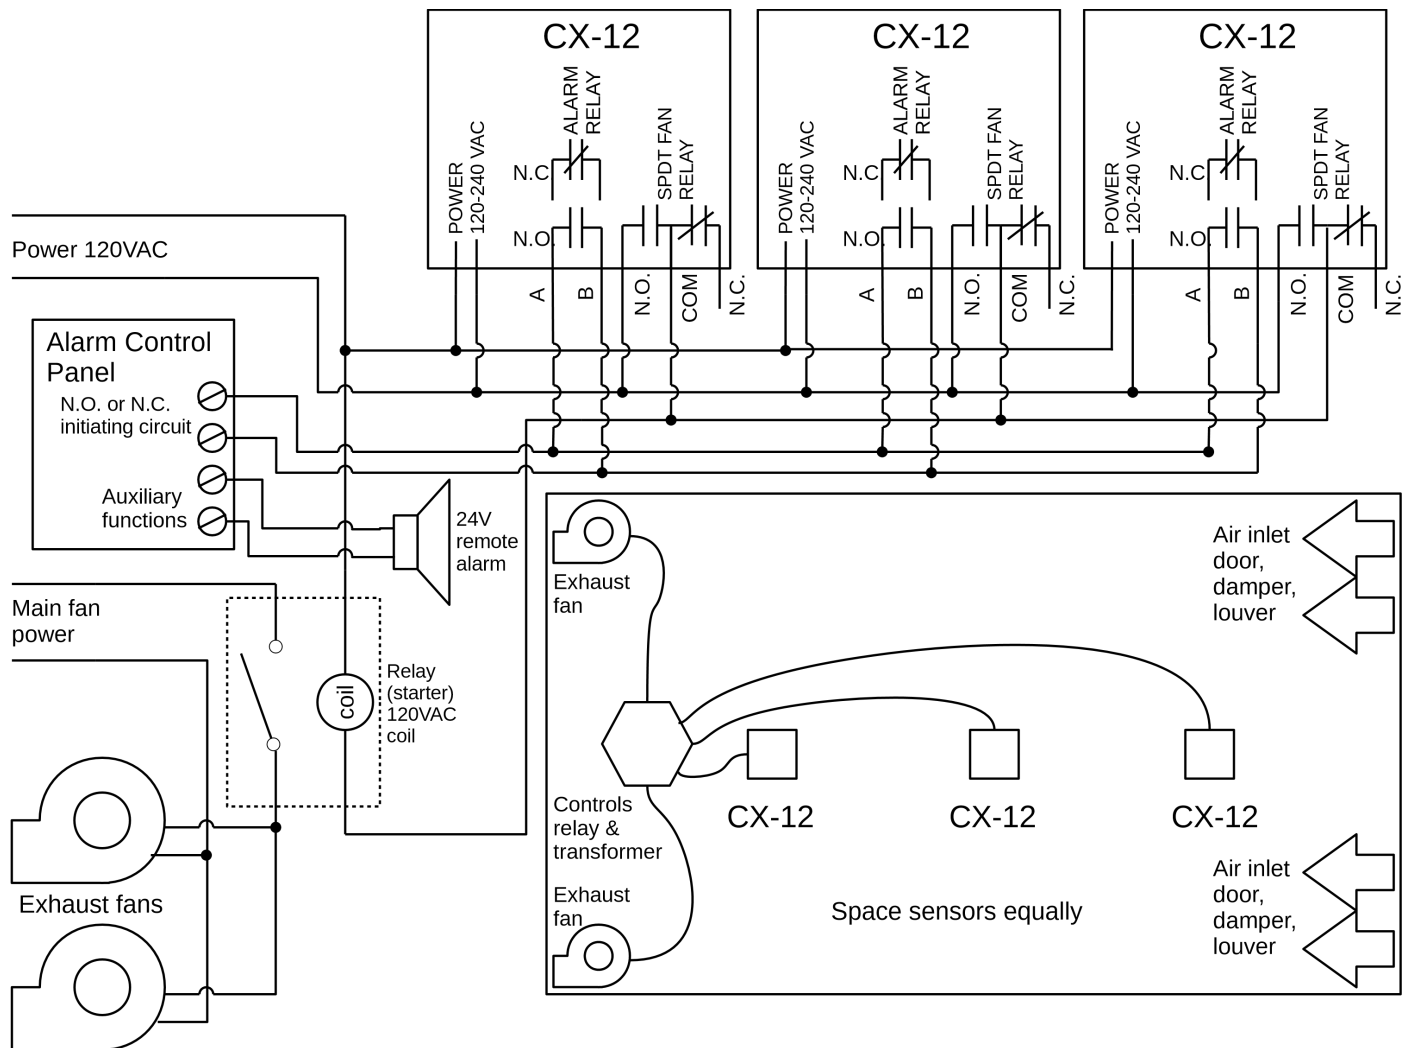 CX-12
ALARM
RELAY
POWER
120-240 VAC
N.C
SPDT FAN
RELAY
N.O.
A
B
N.O.
COM
N.C.
CX-12
ALARM
RELAY
POWER
120-240 VAC
N.C
SPDT FAN
RELAY
N.O.
A
B
N.O.
COM
N.C.
CX-12
ALARM
RELAY
POWER
120-240 VAC
N.C
SPDT FAN
RELAY
N.O.
A
B
N.O.
COM
N.C.
Power 120VAC
Alarm Control
Panel
N.O. or N.C.
initiating circuit
Auxiliary
functions
24V
remote
alarm
Main fan
power
coil
Relay
(starter)
120VAC
coil
Exhaust fans
Exhaust
fan
Air inlet
door,
damper,
louver
Controls
relay &
transformer
CX-12
CX-12
CX-12
Exhaust
fan
Space sensors equally
Air inlet
door,
damper,
louver